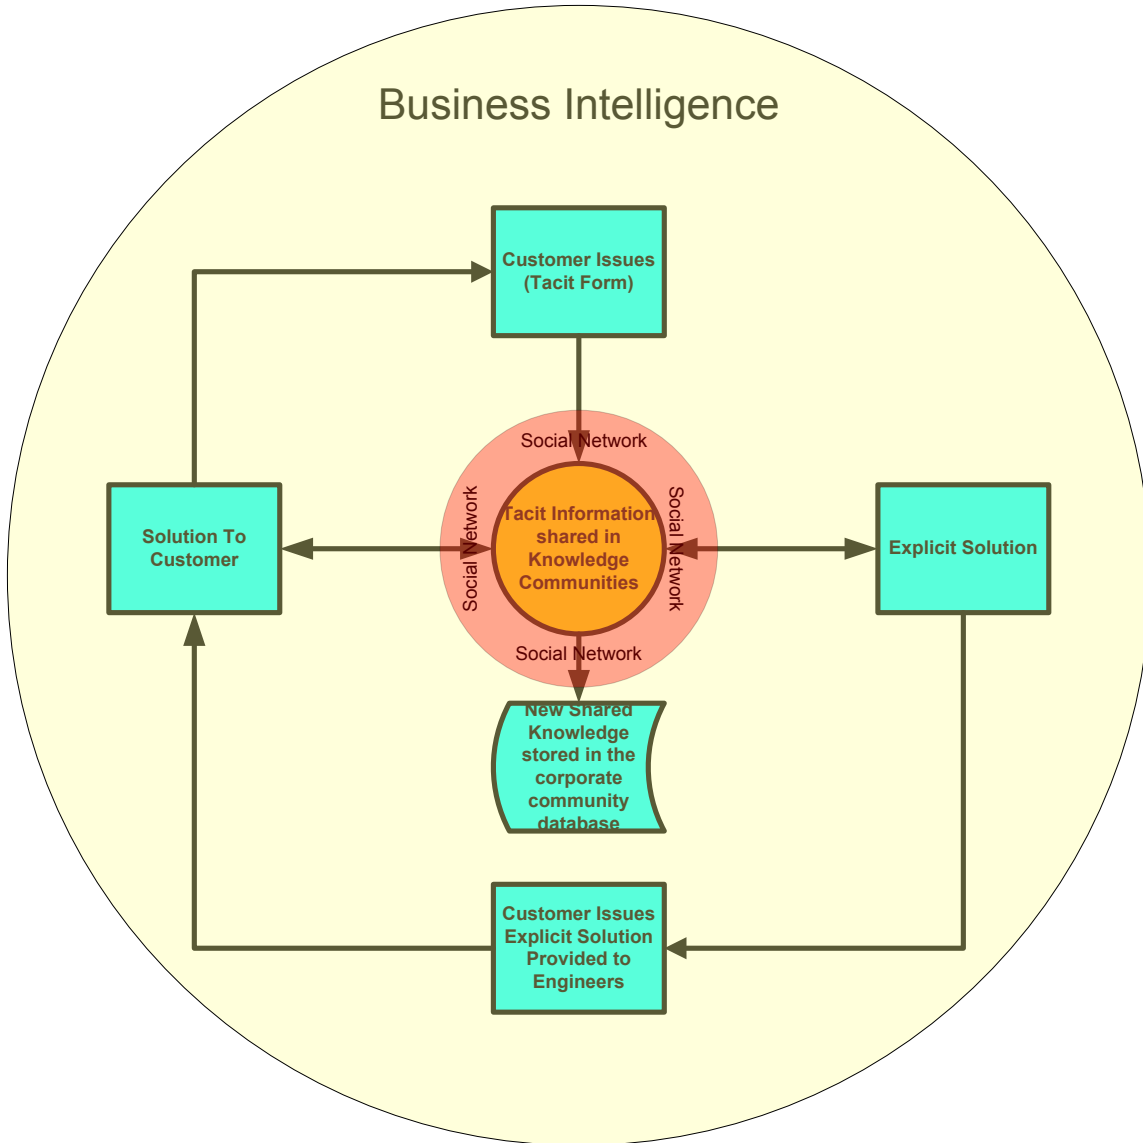 Business Intelligence
Customer Issues
(Tacit Form)
Social Network
Solution To
Customer
Social Network
Tacit Information
shared in
Knowledge
Communities
Social Network
Explicit Solution
Social Network
New Shared
Knowledge
stored in the
corporate
community
database
Customer Issues
Explicit Solution
Provided to
Engineers